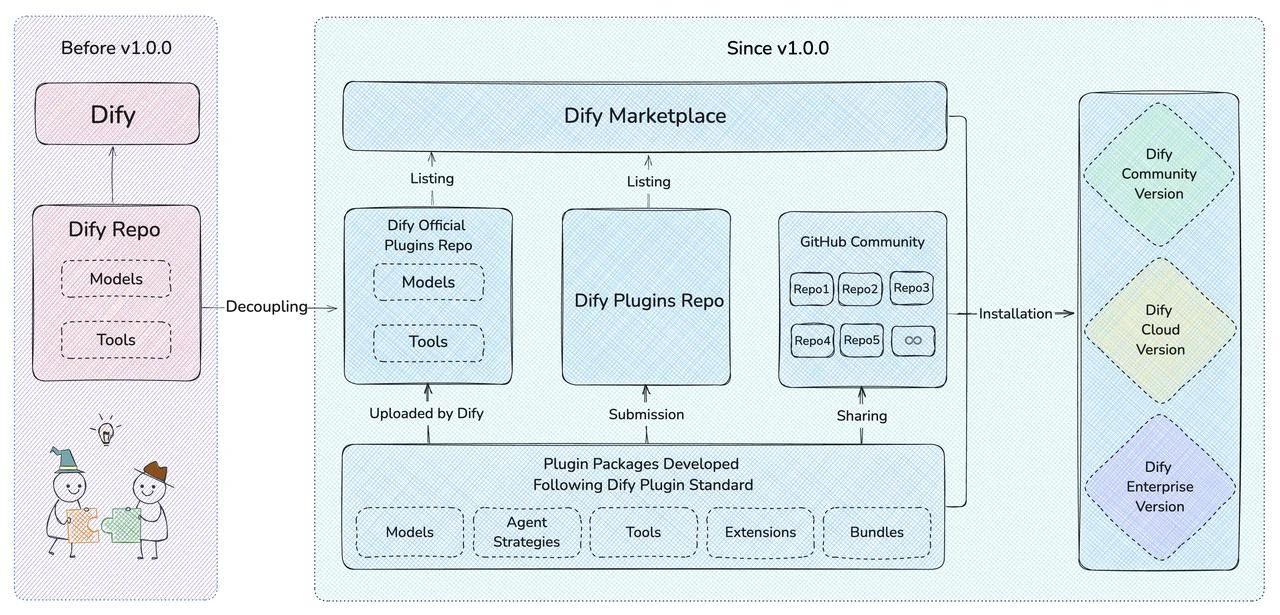 Before v1.0.0
Dify
Dify Repo
Models
Tools
Decoupling
Since v1.0.0
Dify Marketplace
Listing
Listing
Dify Official
Plugins Repo
Models
Tools
Dify Plugins Repo
GitHub Community
Repo1
Repo2
Repo3
Repo4
Repo5
∞
Uploaded by Dify
Submission
Sharing
Plugin Packages Developed
Following Dify Plugin Standard
Models
Agent
Strategies
Tools
Extensions
Bundles
Installation
Dify
Community
Version
Dify
Cloud
Version
Dify
Enterprise
Version